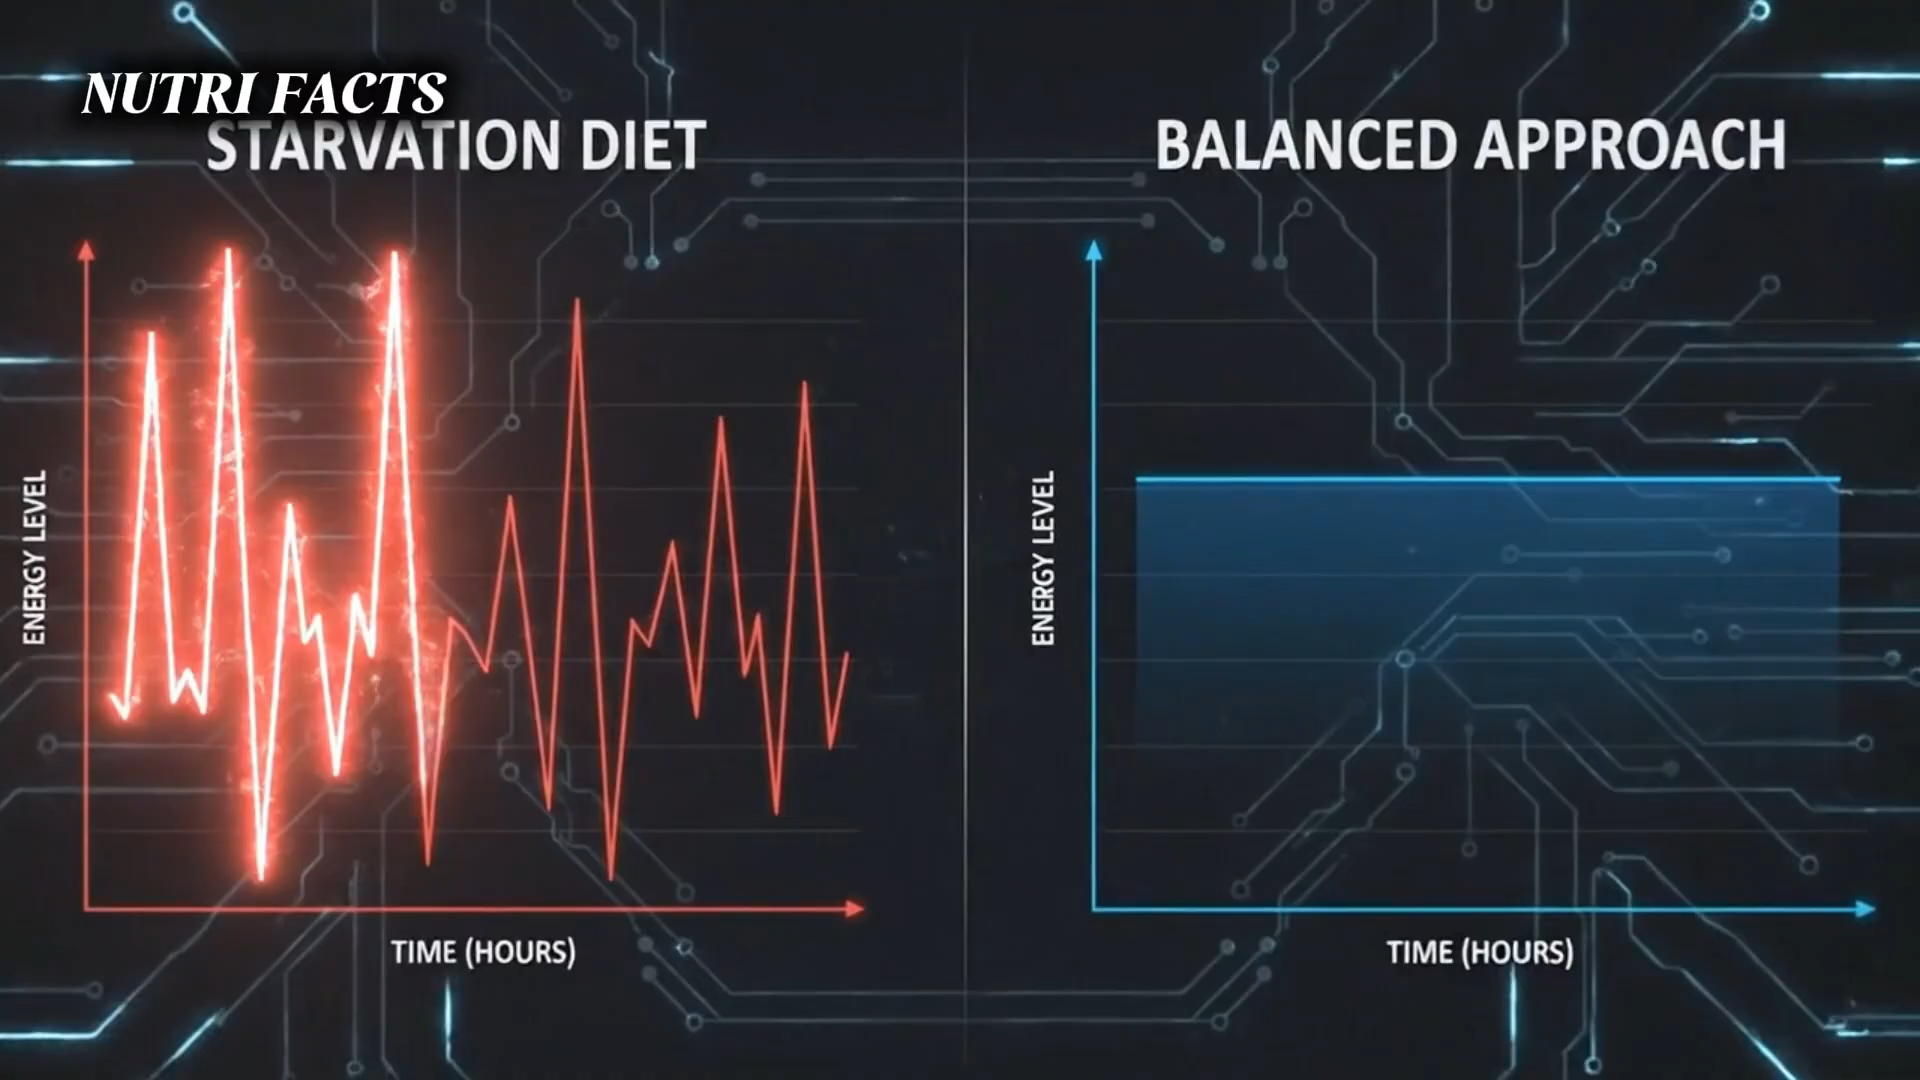 NUTRI FACTS
STARVATION DIET
BALANCED APPROACH
ENERGY LEVEL
TIME (HOURS)
ENERGY LEVEL
TIME (HOURS)